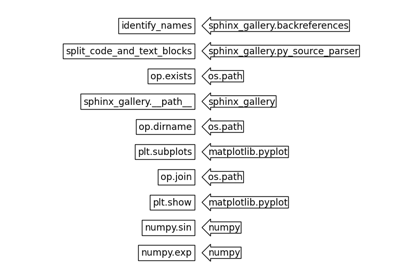 identify_names sphinx_gallery.backreferences
split_code_and_text_blocks sphinx_gallery.py_source_parser
op.exists os.path
sphinx_gallery.__path__ sphinx_gallery
op.dirname os.path
plt.subplots matplotlib.pyplot
op.join os.path
plt.show matplotlib.pyplot
numpy.sin numpy
numpy.exp numpy